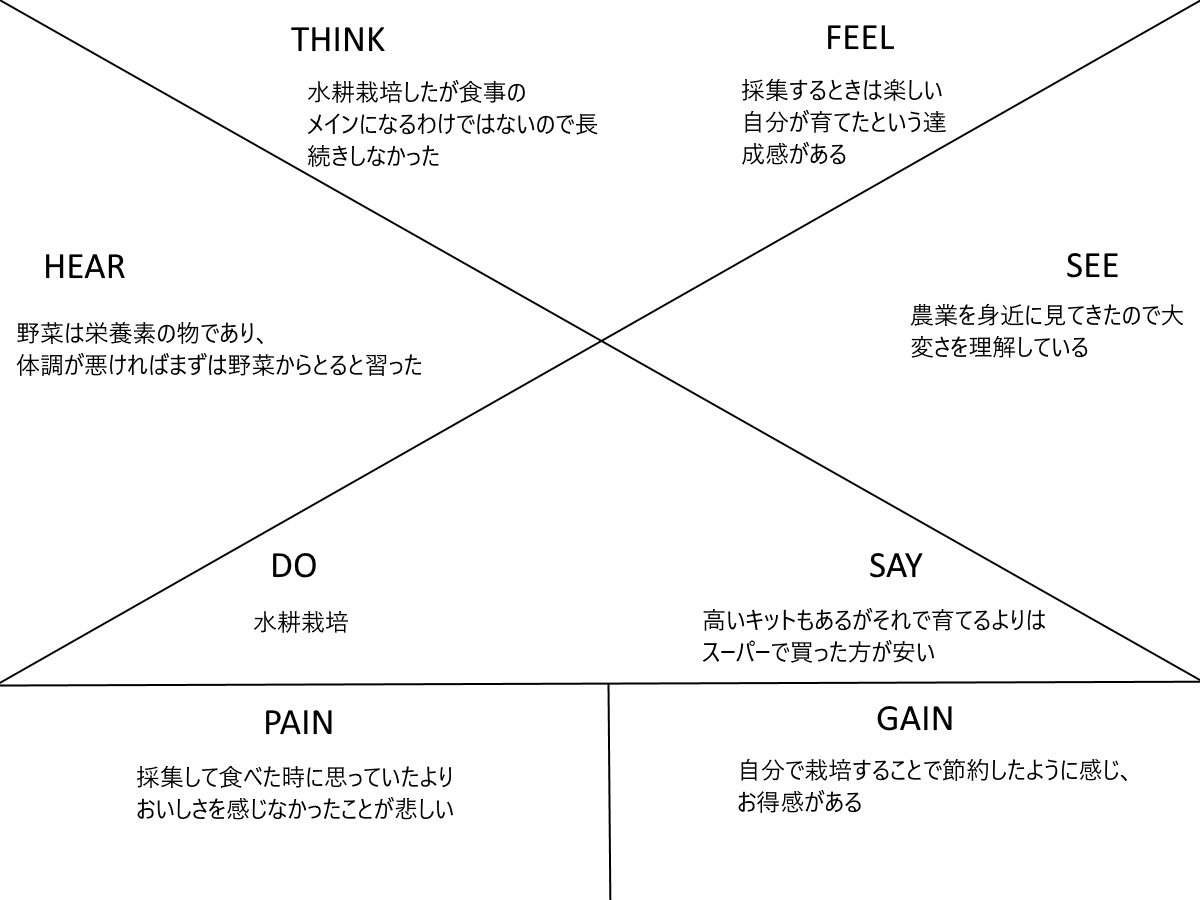 THINK
水耕栽培したが食事の
メインになるわけではないので長
続きしなかった
FEEL
採集するときは楽しい
自分が育てたという達
成感がある
HEAR
野菜は栄養素の物であり、
体調が悪ければまずは野菜からとると習った
SEE
農業を身近に見てきたので大
変さを理解している
DO
水耕栽培
SAY
高いキットもあるがそれで育てるよりは
スーパーで買った方が安い
PAIN
採集して食べた時に思っていたより
おいしさを感じなかったことが悲しい
GAIN
自分で栽培することで節約したように感じ、
お得感がある